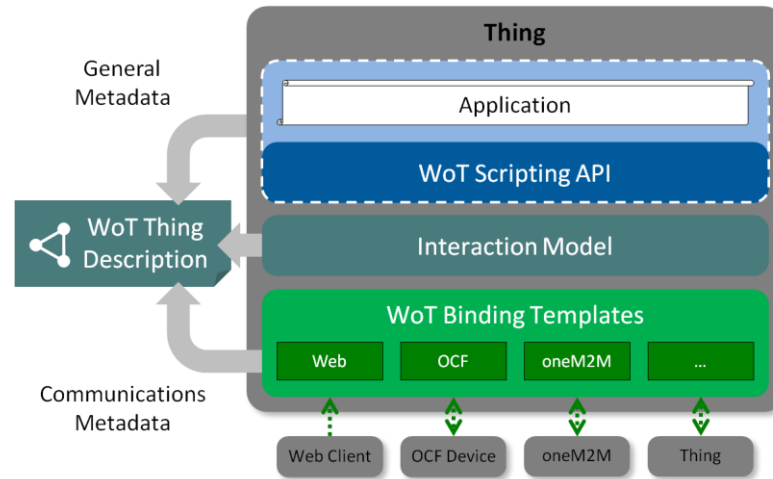 Thing
General
Metadata
Application
WoT Scripting API
WoT Thing
Description
Interaction Model
WoT Binding Templates
Web
OCF
oneM2M
...
Communications
Metadata
Web Client
OCF Device
oneM2M
Thing